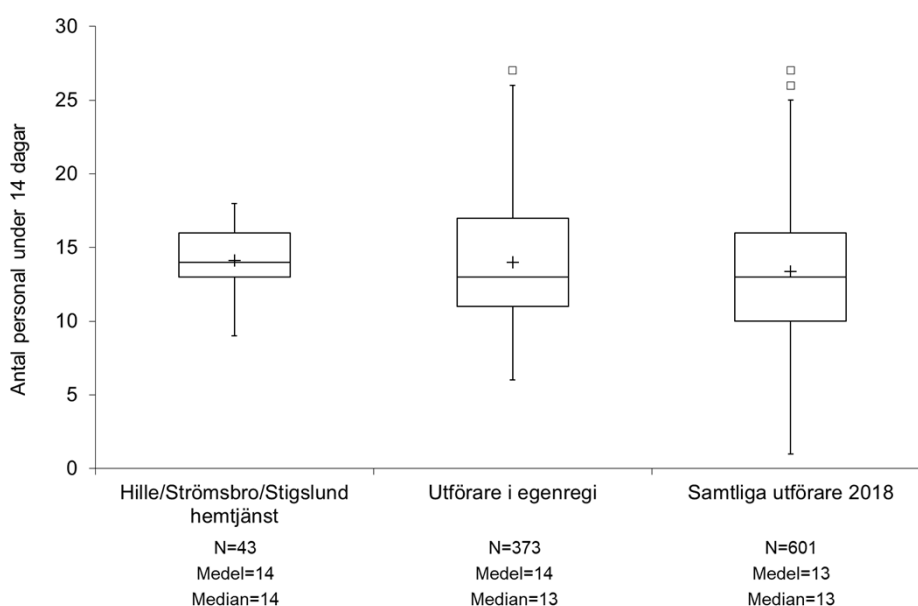 Antal personal under 14 dagar
30
25
20
15
10
5
0
Hille/Strömsbro/Stigslund
hemtjänst
N=43
Medel=14
Median=14
Utförare i egenregi
N=373
Medel=14
Median=13
Samtliga utförare 2018
N=601
Medel=13
Median=13